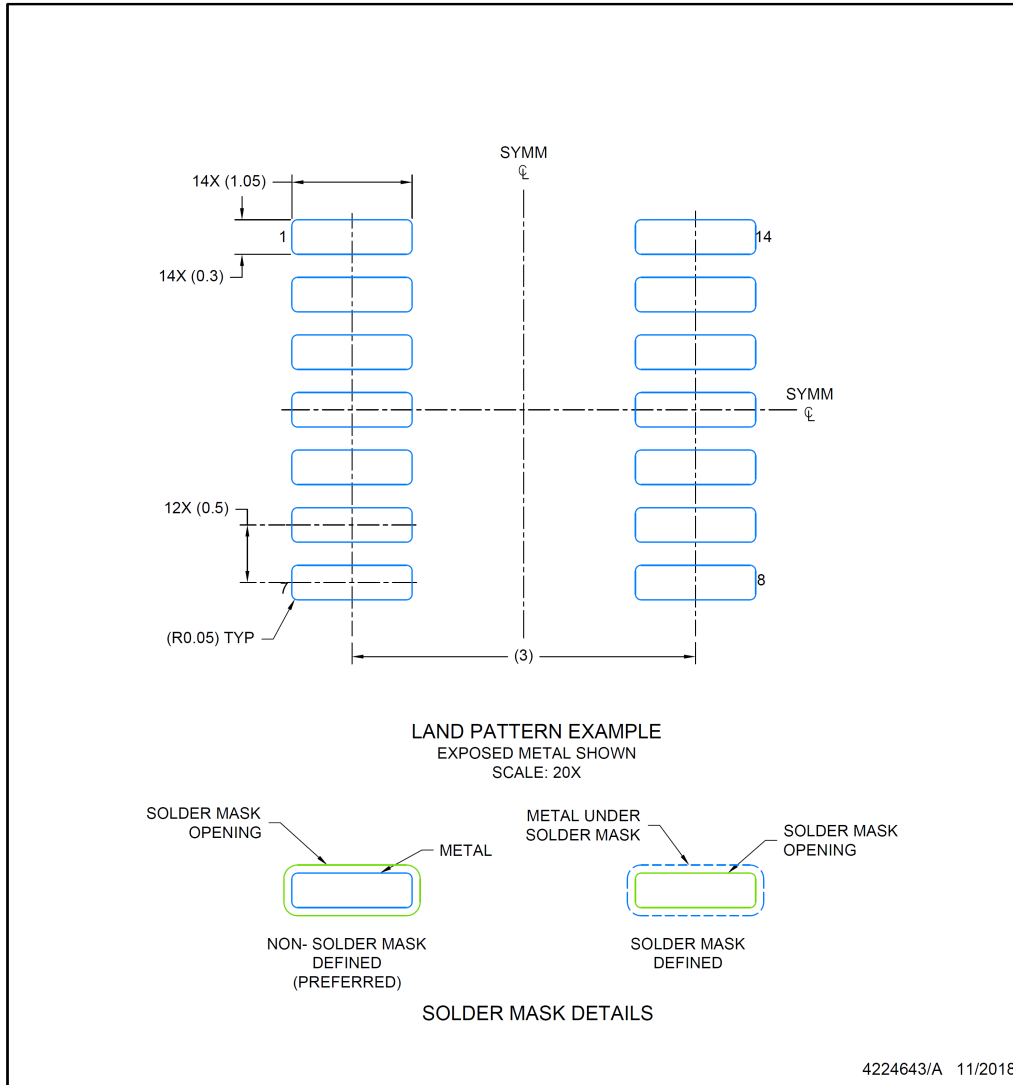 SYMM
℄
14X (1.05)
1
14
14X (0.3)
SYMM
℄
12X (0.5)
7
8
(R0.05) TYP
(3)
LAND PATTERN EXAMPLE
EXPOSED METAL SHOWN
SCALE: 20X
SOLDER MASK
OPENING
METAL
METAL UNDER
SOLDER MASK
SOLDER MASK
OPENING
NON- SOLDER MASK
DEFINED
(PREFERRED)
SOLDER MASK
DEFINED
SOLDER MASK DETAILS
4224643/A 11/2018